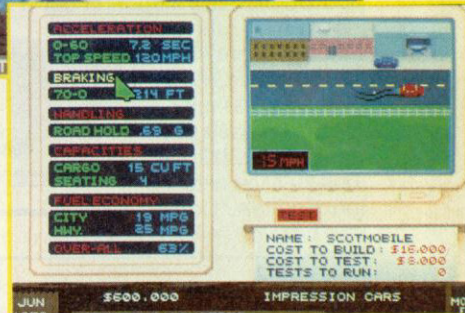 ACCELERATION
0-60 7.2 SEC
TOP SPEED 120 MPH
BRAKING
70-0 214 FT
HANDLING
ROAD HOLD .69 G
CAPACITIES
CARGO 15 CU FT
SEATING 4
FUEL ECONOMY
CITY 19 MPG
HWY. 25 MPG
OVER-ALL 63%
15 MPH
TEST
NAME: SCOTMOBILE
COST TO BUILD: $16.000
COST TO TEST: $8.000
TESTS TO RUN: 0
JUN $600.000 IMPRESSION CARS